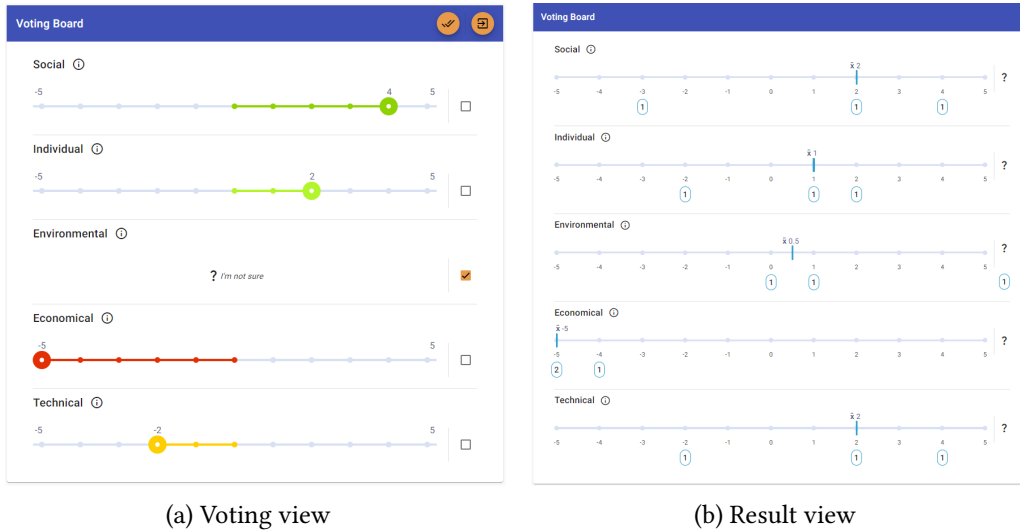 Voting Board
Social
-5 4 5
Individual
-5 2 5
Environmental
? I'm not sure
Economical
-5 5
Technical
-5 -2 5
(a) Voting view
Voting Board
Social
x̃ 2
?
-5 -4 -3 -2 -1 0 1 2 3 4 5
1 1 1
Individual
x̃ 1
?
-5 -4 -3 -2 -1 0 1 2 3 4 5
1 1 1
Environmental
x̃ 0.5
?
-5 -4 -3 -2 -1 0 1 2 3 4 5
1 1 1
Economical
x̃ -5
?
-5 -4 -3 -2 -1 0 1 2 3 4 5
2 1
Technical
x̃ 2
?
-5 -4 -3 -2 -1 0 1 2 3 4 5
1 1 1
(b) Result view